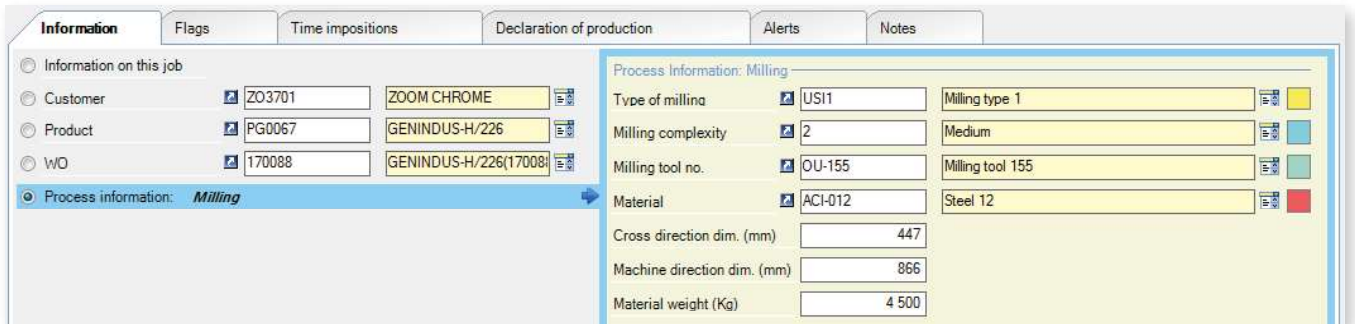 Information Flags Time impositions Declaration of production Alerts Notes
Information on this job
Customer ZO3701 ZOOM CHROME
Product PG0067 GENINDUS-H/226
WO 170088 GENINDUS-H/226(17008
Process information: Milling
Process Information: Milling
Type of milling USI1 Milling type 1
Milling complexity 2 Medium
Milling tool no. OU-155 Milling tool 155
Material ACI-012 Steel 12
Cross direction dim. (mm) 447
Machine direction dim. (mm) 866
Material weight (Kg) 4 500